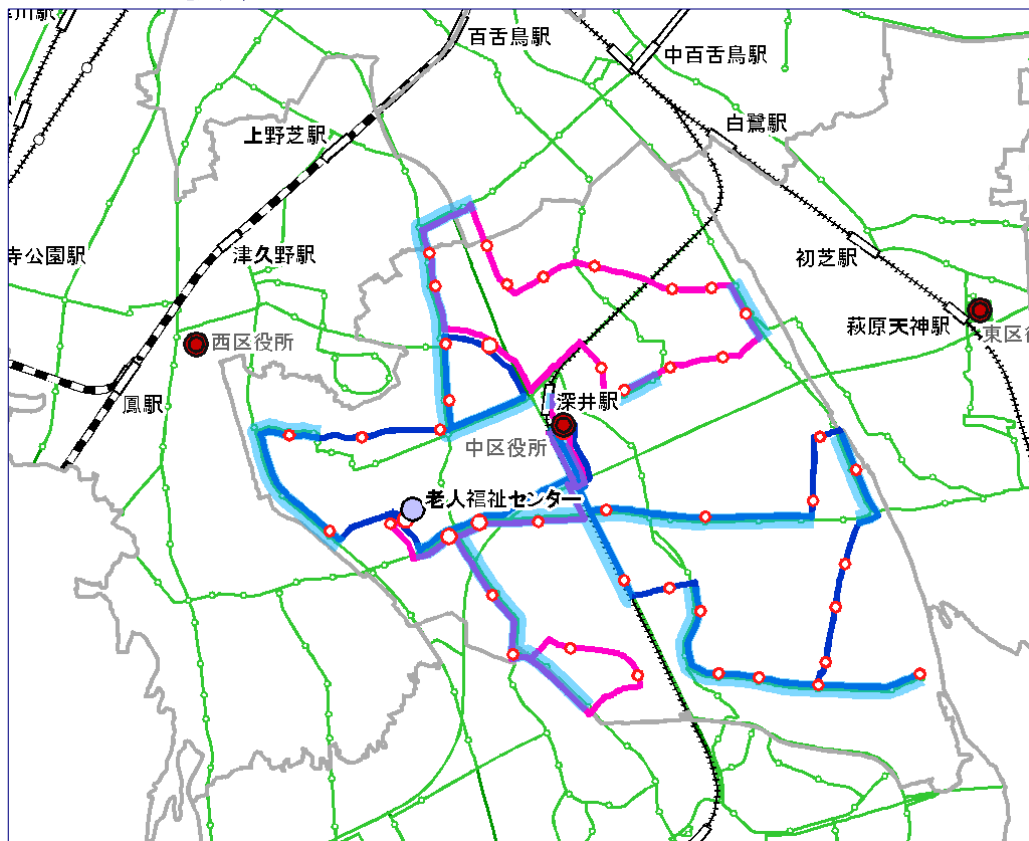 川駅
百舌鳥駅
中百舌鳥駅
上野芝駅
白鷺駅
寺公園駅
津久野駅
初芝駅
萩原天神駅
東区役
西区役所
鳳駅
深井駅
中区役所
老人福祉センター